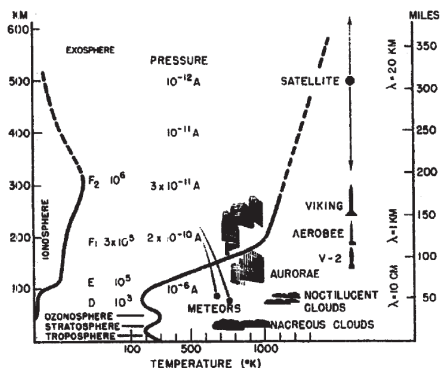 KM
MILES
600
EXOSPHERE
PRESSURE
350
SATELLITE
λ=20 KM
500
10⁻¹²A
300
250
400
10⁻¹¹A
200
F₂ 10⁶
3x10⁻¹¹A
300
IONOSPHERE
VIKING
150
λ=1KM
F₁ 3x10⁵
2x10⁻¹⁰A
AEROBEE
200
V-2
100
AURORAE
E 10⁵
10⁻⁶A
100
D 10³
METEORS
NOCTILUCENT
CLOUDS
50
λ=10 CM
OZONOSPHERE
STRATOSPHERE
NACREOUS CLOUDS
TROPOSPHERE
100
500
1000
TEMPERATURE (°K)